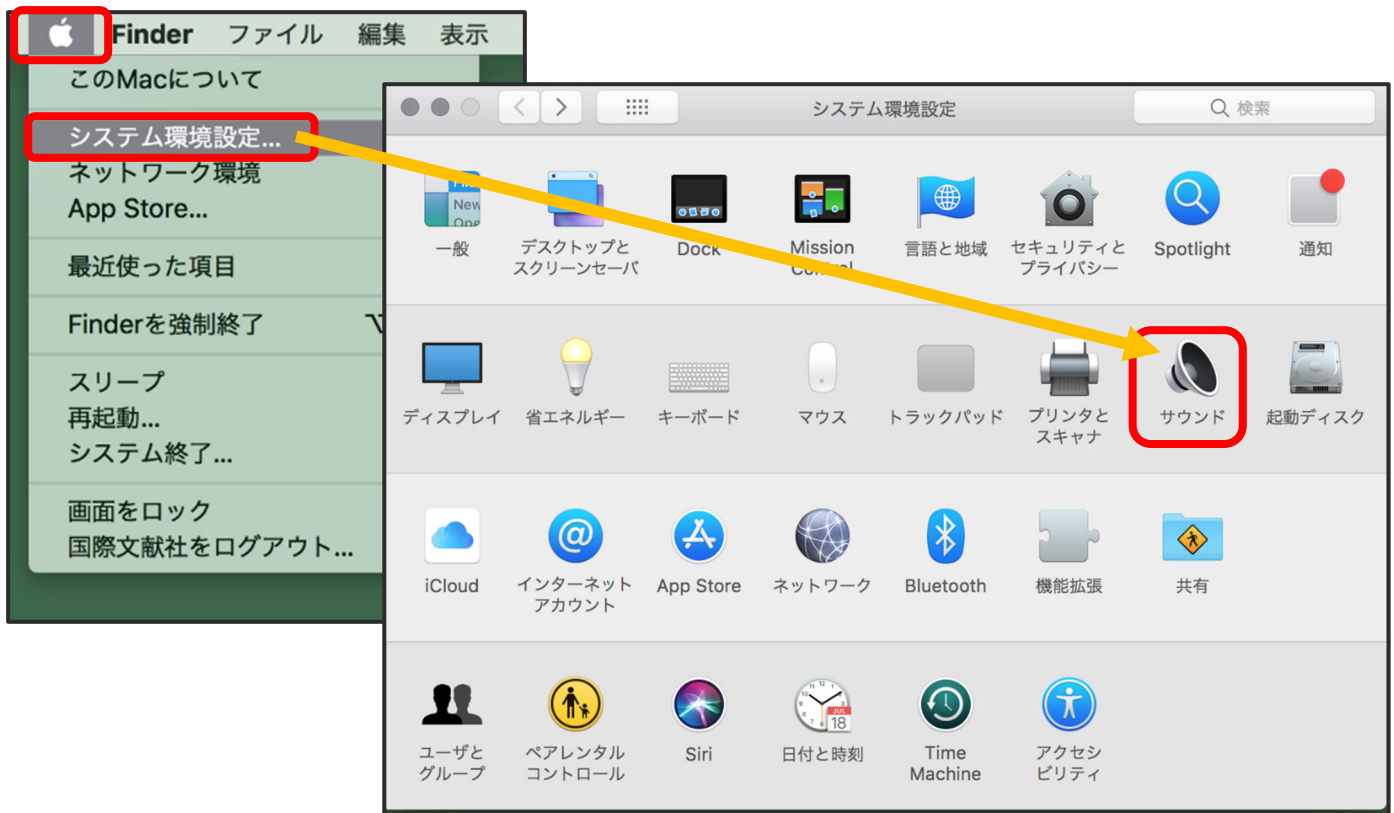 Finder ファイル 編集 表示
このMacについて
システム環境設定...
ネットワーク環境
App Store...
最近使った項目
Finderを強制終了
スリープ
再起動...
システム終了...
画面をロック
国際文献社をログアウト...
システム環境設定
検索
New
一般
デスクトップと
スクリーンセーバ
Dock
Mission
Control
言語と地域
セキュリティと
プライバシー
Spotlight
通知
ディスプレイ
省エネルギー
キーボード
マウス
トラックパッド
プリンタと
スキャナ
サウンド
起動ディスク
iCloud
インターネット
アカウント
App Store
ネットワーク
Bluetooth
機能拡張
共有
ユーザと
グループ
ペアレンタル
コントロール
Siri
JUL
18
日付と時刻
Time
Machine
アクセシ
ビリティ